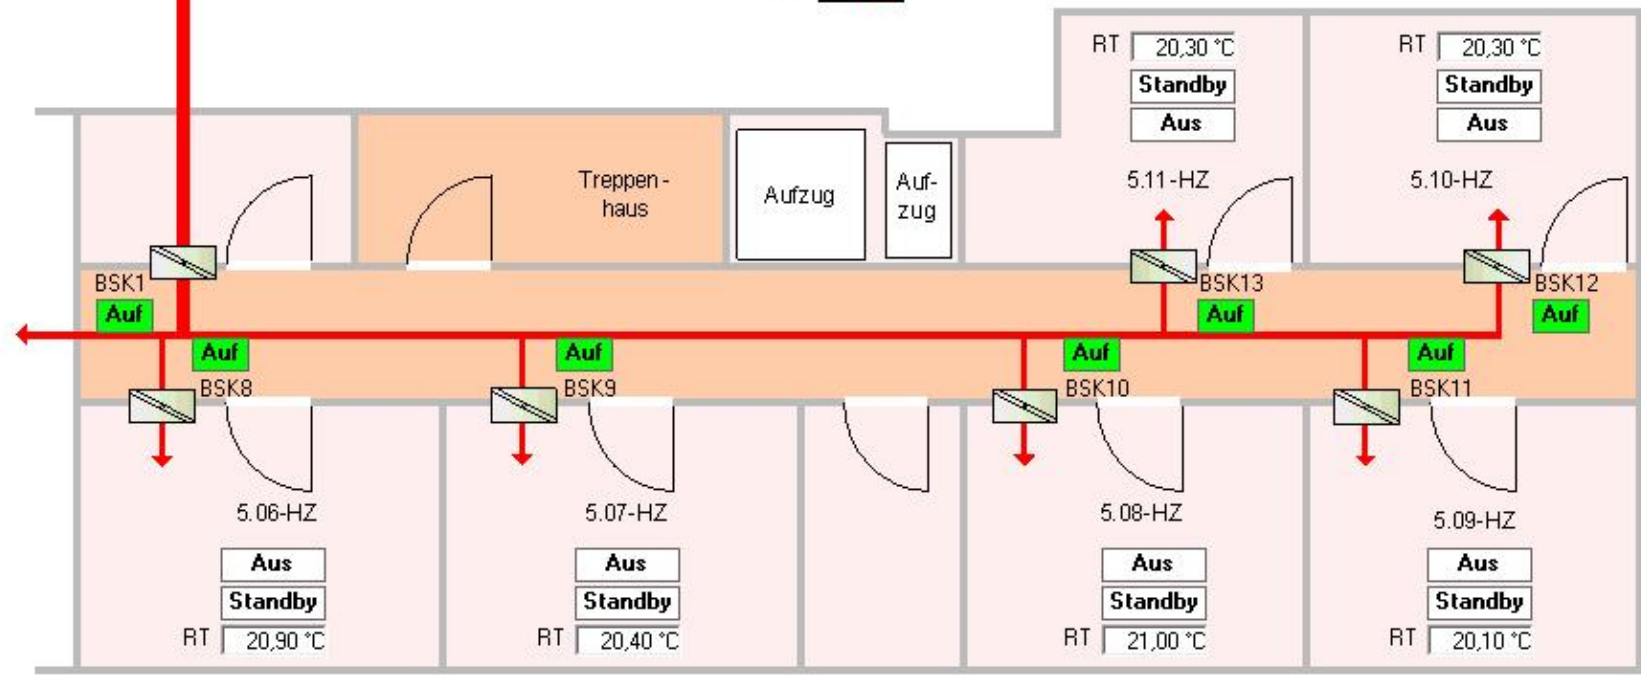 RT 20,30 °C
Standby
Aus
5.11-HZ
RT 20,30 °C
Standby
Aus
5.10-HZ
Treppen-
haus
Aufzug
Auf-
zug
BSK1
Auf
BSK13
Auf
BSK12
Auf
Auf
BSK8
Auf
BSK9
Auf
BSK10
Auf
BSK11
5.06-HZ
Aus
Standby
RT 20,90 °C
5.07-HZ
Aus
Standby
RT 20,40 °C
5.08-HZ
Aus
Standby
RT 21,00 °C
5.09-HZ
Aus
Standby
RT 20,10 °C